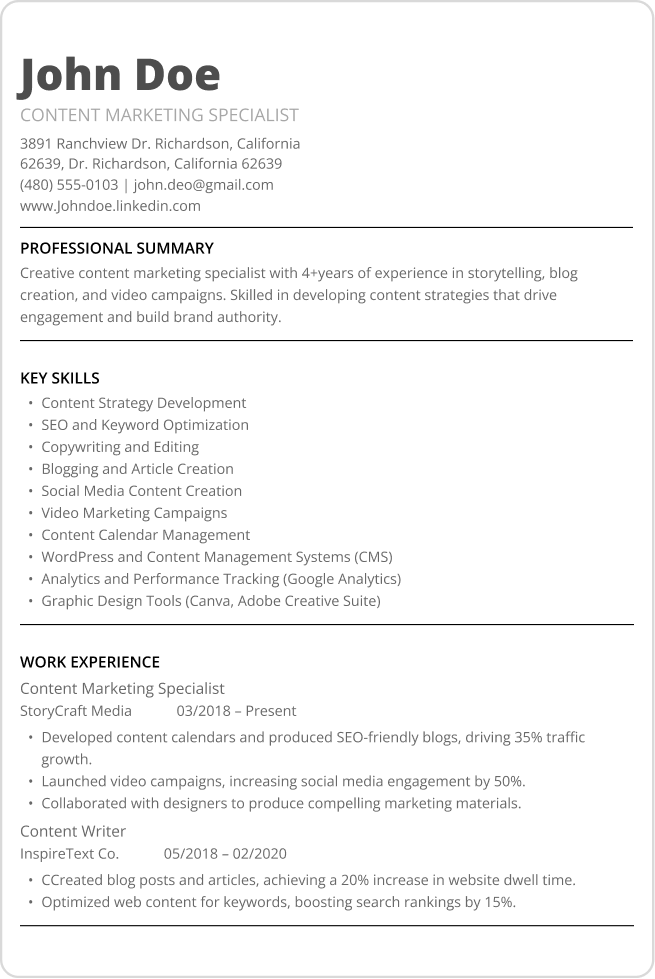 John Doe
CONTENT MARKETING SPECIALIST
3891 Ranchview Dr. Richardson, California
62639, Dr. Richardson, California 62639
(480) 555-0103 | john.deo@gmail.com
www.Johndoe.linkedin.com
PROFESSIONAL SUMMARY
Creative content marketing specialist with 4+years of experience in storytelling, blog
creation, and video campaigns. Skilled in developing content strategies that drive
engagement and build brand authority.
KEY SKILLS
• Content Strategy Development
• SEO and Keyword Optimization
• Copywriting and Editing
• Blogging and Article Creation
• Social Media Content Creation
• Video Marketing Campaigns
• Content Calendar Management
• WordPress and Content Management Systems (CMS)
• Analytics and Performance Tracking (Google Analytics)
• Graphic Design Tools (Canva, Adobe Creative Suite)
WORK EXPERIENCE
Content Marketing Specialist
StoryCraft Media 03/2018 – Present
• Developed content calendars and produced SEO-friendly blogs, driving 35% traffic
growth.
• Launched video campaigns, increasing social media engagement by 50%.
• Collaborated with designers to produce compelling marketing materials.
Content Writer
InspireText Co. 05/2018 – 02/2020
• CCreated blog posts and articles, achieving a 20% increase in website dwell time.
• Optimized web content for keywords, boosting search rankings by 15%.